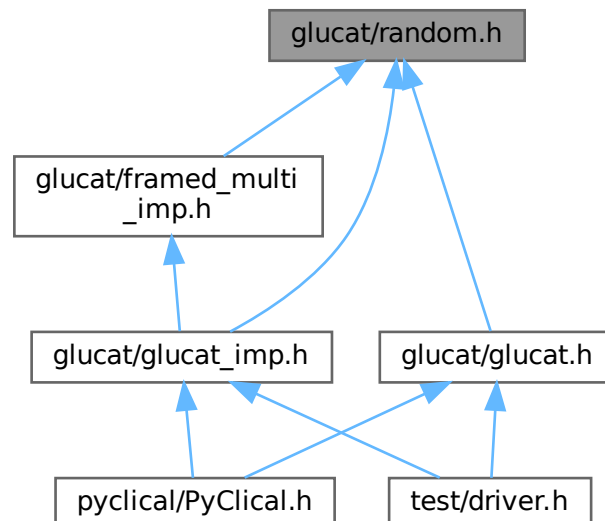 glucat/random.h
glucat/framed_multi
_imp.h
glucat/glucat_imp.h
glucat/glucat.h
pyclical/PyClical.h
test/driver.h